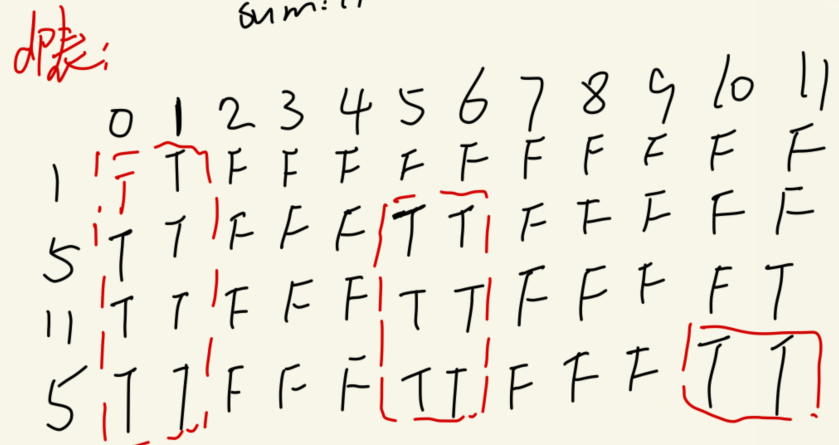 sum:11
dp表:
0 1 2 3 4 5 6 7 8 9 10 11
1 F T F F F F F F F F F F
5 T T F F F T T F F F F F
11 T T F F F T T F F F F T
5 T T F F F T T F F F T T